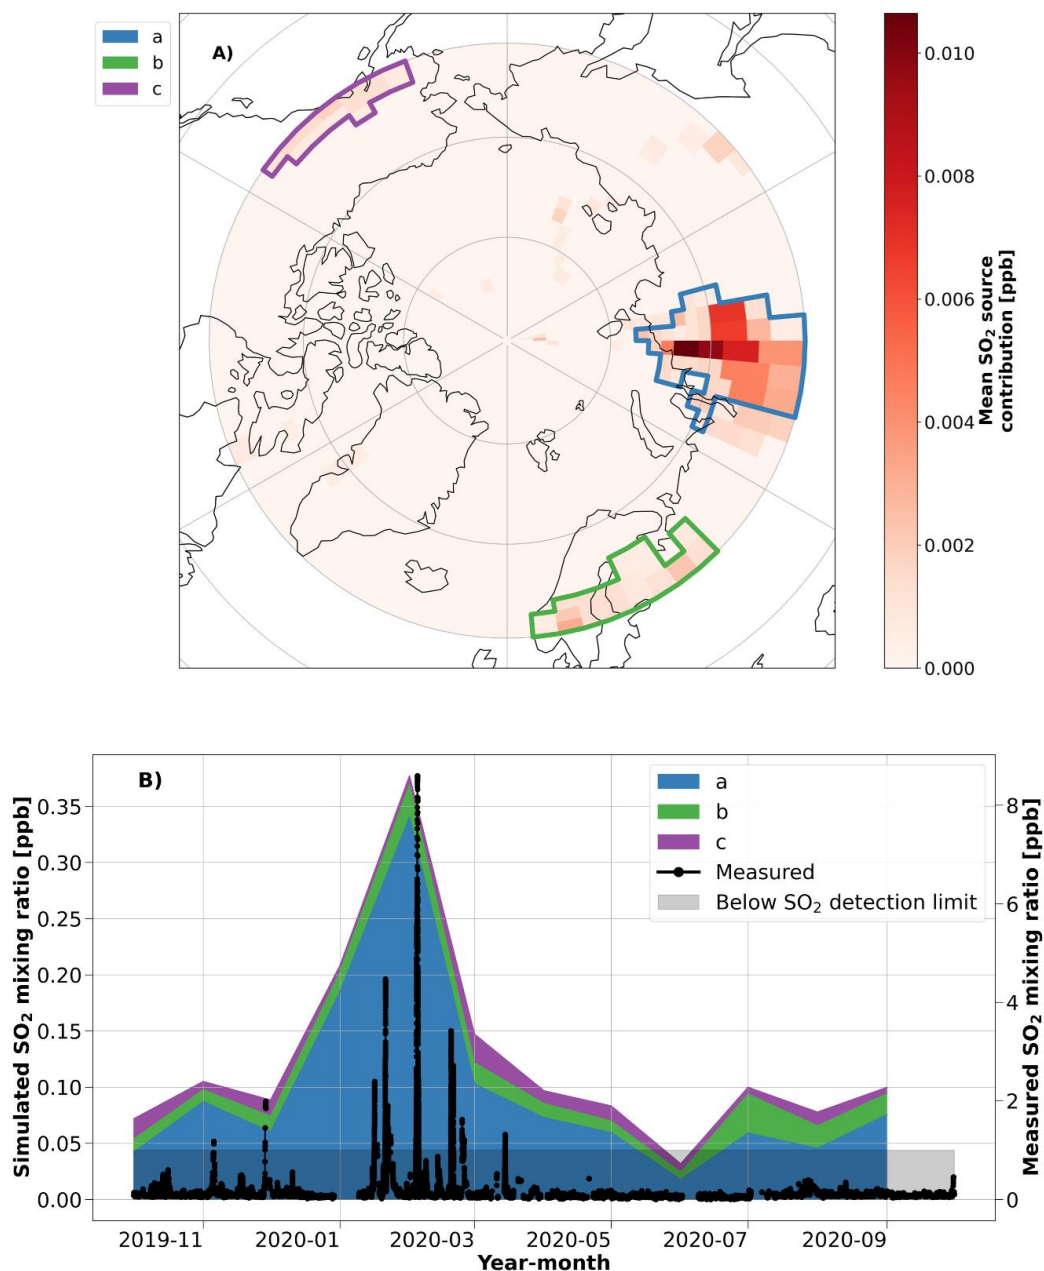 a
b
c
A)
0.010
0.008
0.006
0.004
0.002
0.000
Mean SO₂ source
contribution [ppb]
B)
a
b
c
Measured
Below SO₂ detection limit
0.35
0.30
0.25
0.20
0.15
0.10
0.05
0.00
Simulated SO₂ mixing ratio [ppb]
8
6
4
2
0
Measured SO₂ mixing ratio [ppb]
2019-11 2020-01 2020-03 2020-05 2020-07 2020-09
Year-month